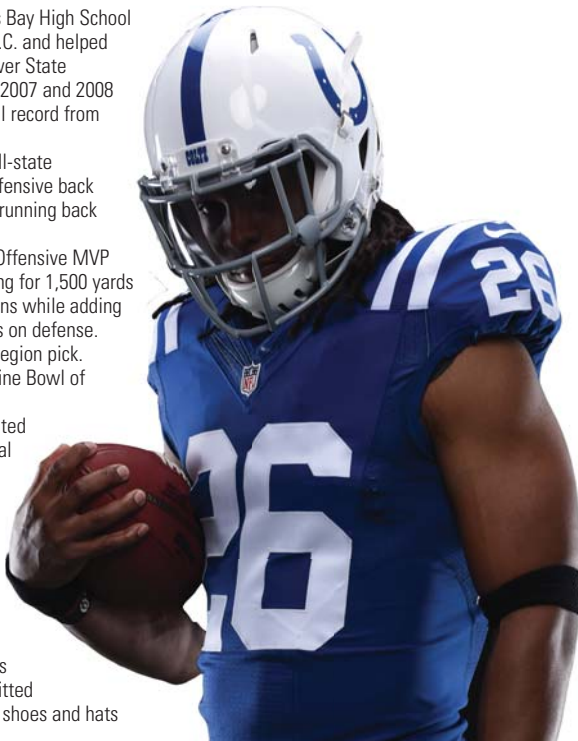 Bay High School
.C. and helped
ver State
2007 and 2008
l record from
ll-state
fensive back
running back
Offensive MVP
ng for 1,500 yards
ns while adding
s on defense.
egion pick.
ine Bowl of
ted
al
s
itted
shoes and hats
COLTS
26
NFL
26